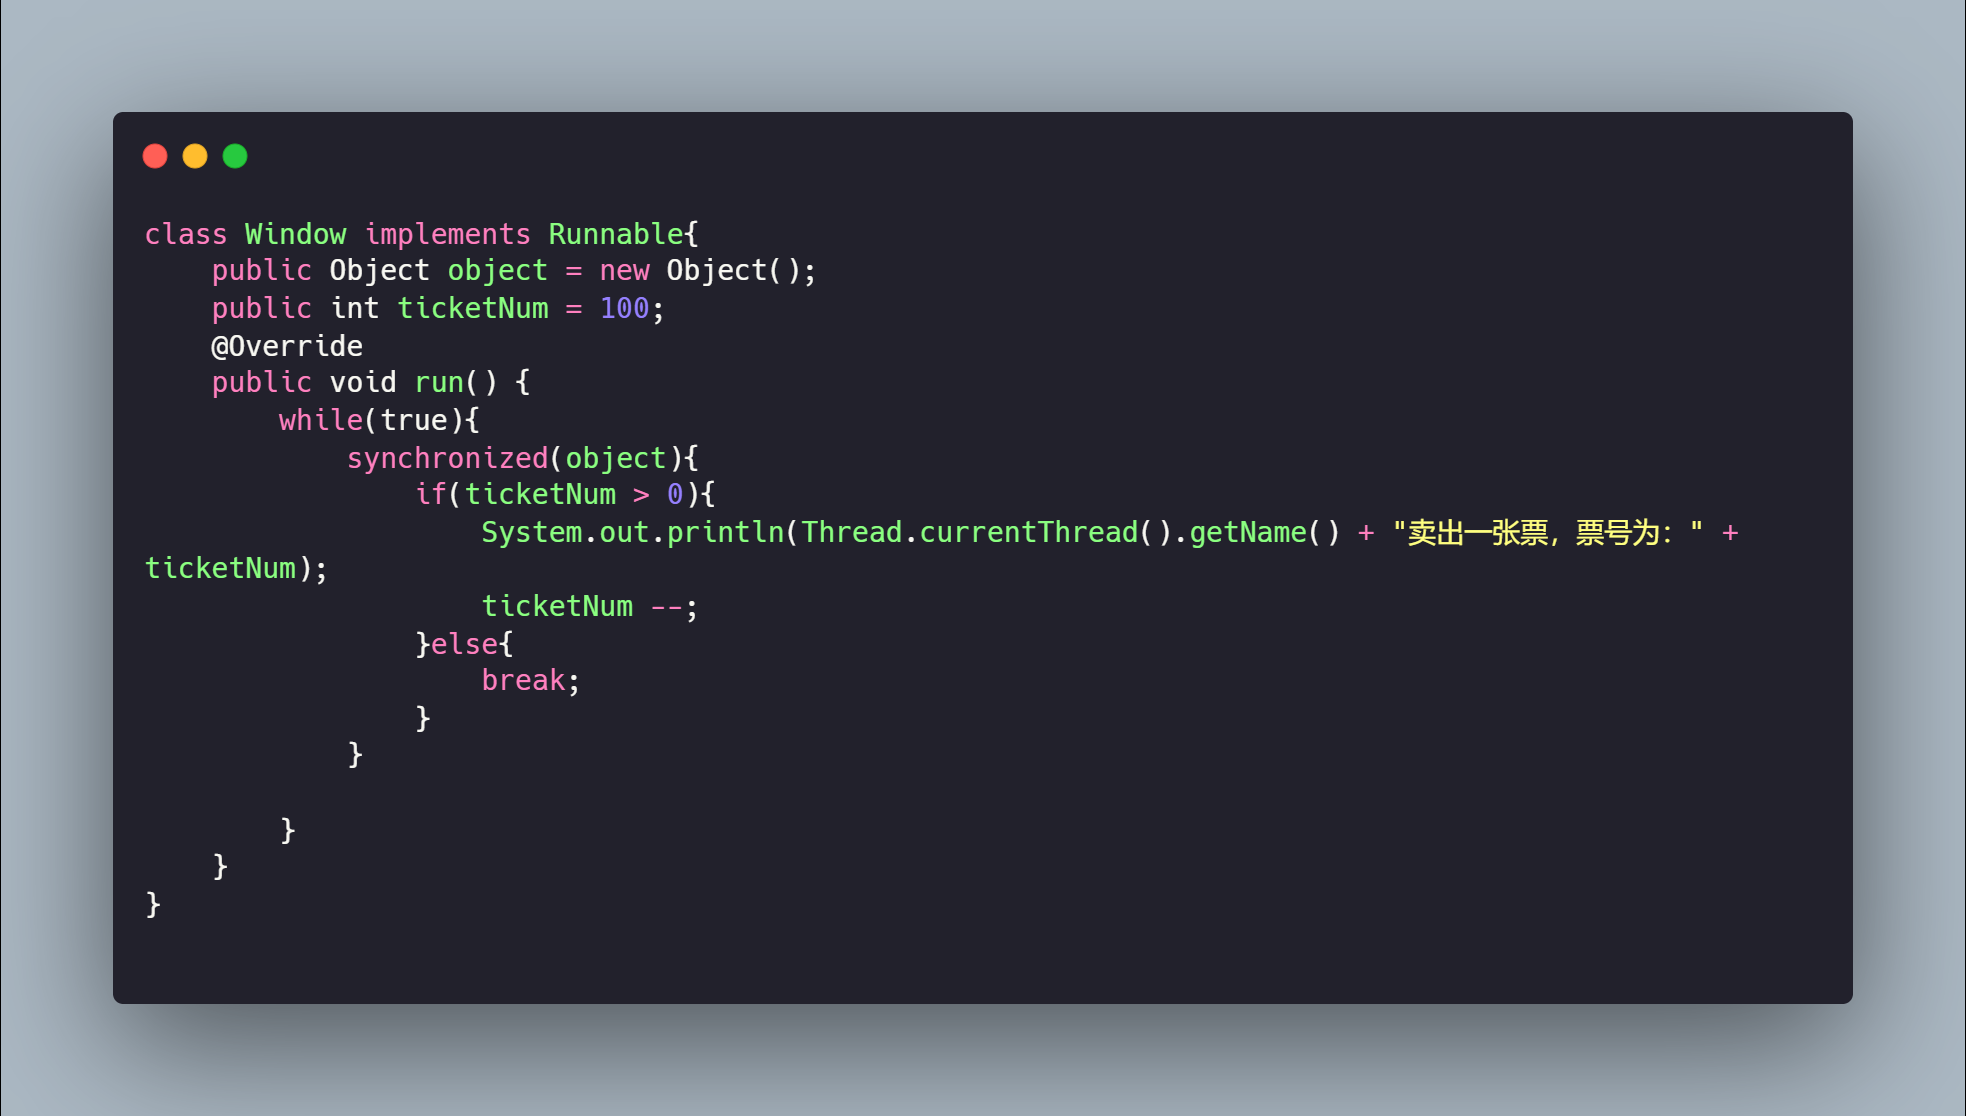 class Window implements Runnable{
    public Object object = new Object();
    public int ticketNum = 100;
    @Override
    public void run() {
        while(true){
            synchronized(object){
                if(ticketNum > 0){
                    System.out.println(Thread.currentThread().getName() + "卖出一张票，票号为：" +
ticketNum);
                    ticketNum --;
                }else{
                    break;
                }
            }

        }
    }
}